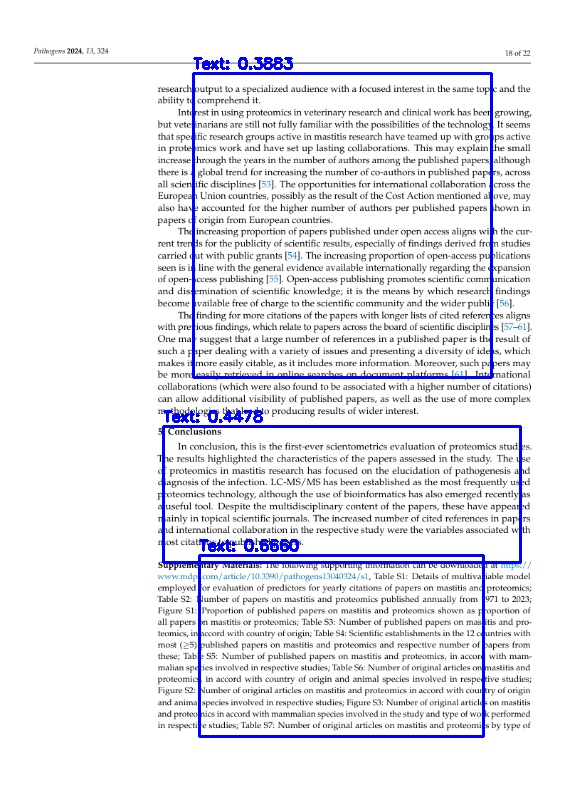 Pathogens 2024, 13, 324
18 of 22
Text: 0.3883
research output to a specialized audience with a focused interest in the same topic and the
ability to comprehend it.
Interest in using proteomics in veterinary research and clinical work has been growing,
but veterinarians are still not fully familiar with the possibilities of the technology. It seems
that specific research groups active in mastitis research have teamed up with groups active
in proteomics work and have set up lasting collaborations. This may explain the small
increase through the years in the number of authors among the published papers, although
there is a global trend for increasing the number of co-authors in published papers, across
all scientific disciplines [53]. The opportunities for international collaboration across the
European Union countries, possibly as the result of the Cost Action mentioned above, may
also have accounted for the higher number of authors per published papers shown in
papers of origin from European countries.
The increasing proportion of papers published under open access aligns with the cur-
rent trends for the publicity of scientific results, especially of findings derived from studies
carried out with public grants [54]. The increasing proportion of open-access publications
seen is in line with the general evidence available internationally regarding the expansion
of open-access publishing [55]. Open-access publishing promotes scientific communication
and dissemination of scientific knowledge; it is the means by which research findings
become available free of charge to the scientific community and the wider public [56].
The finding for more citations of the papers with longer lists of cited references aligns
with previous findings, which relate to papers across the board of scientific disciplines [57–61].
One may suggest that a large number of references in a published paper is the result of
such a paper dealing with a variety of issues and presenting a diversity of ideas, which
makes it more easily citable, as it includes more information. Moreover, such papers may
be more easily retrieved in online searches on document platforms [61]. International
collaborations (which were also found to be associated with a higher number of citations)
can allow additional visibility of published papers, as well as the use of more complex
methodologies that lead to producing results of wider interest.
Text: 0.4478
5. Conclusions
In conclusion, this is the first-ever scientometrics evaluation of proteomics studies.
The results highlighted the characteristics of the papers assessed in the study. The use
of proteomics in mastitis research has focused on the elucidation of pathogenesis and
diagnosis of the infection. LC-MS/MS has been established as the most frequently used
proteomics technology, although the use of bioinformatics has also emerged recently as
a useful tool. Despite the multidisciplinary content of the papers, these have appeared
mainly in topical scientific journals. The increased number of cited references in papers
and international collaboration in the respective study were the variables associated with
most citations
Text: 0.6660
Supplementary Materials: The following supporting information can be downloaded at https://
www.mdpi.com/article/10.3390/pathogens13040324/s1, Table S1: Details of multivariable model
employed for evaluation of predictors for yearly citations of papers on mastitis and proteomics;
Table S2: Number of papers on mastitis and proteomics published annually from 1971 to 2023;
Figure S1: Proportion of published papers on mastitis and proteomics shown as proportion of
all papers on mastitis or proteomics; Table S3: Number of published papers on mastitis and pro-
teomics, in accord with country of origin; Table S4: Scientific establishments in the 12 countries with
most (≥5) published papers on mastitis and proteomics and respective number of papers from
these; Table S5: Number of published papers on mastitis and proteomics, in accord with mam-
malian species involved in respective studies; Table S6: Number of original articles on mastitis and
proteomics, in accord with country of origin and animal species involved in respective studies;
Figure S2: Number of original articles on mastitis and proteomics in accord with country of origin
and animal species involved in respective studies; Figure S3: Number of original articles on mastitis
and proteomics in accord with mammalian species involved in the study and type of work performed
in respective studies; Table S7: Number of original articles on mastitis and proteomics by type of